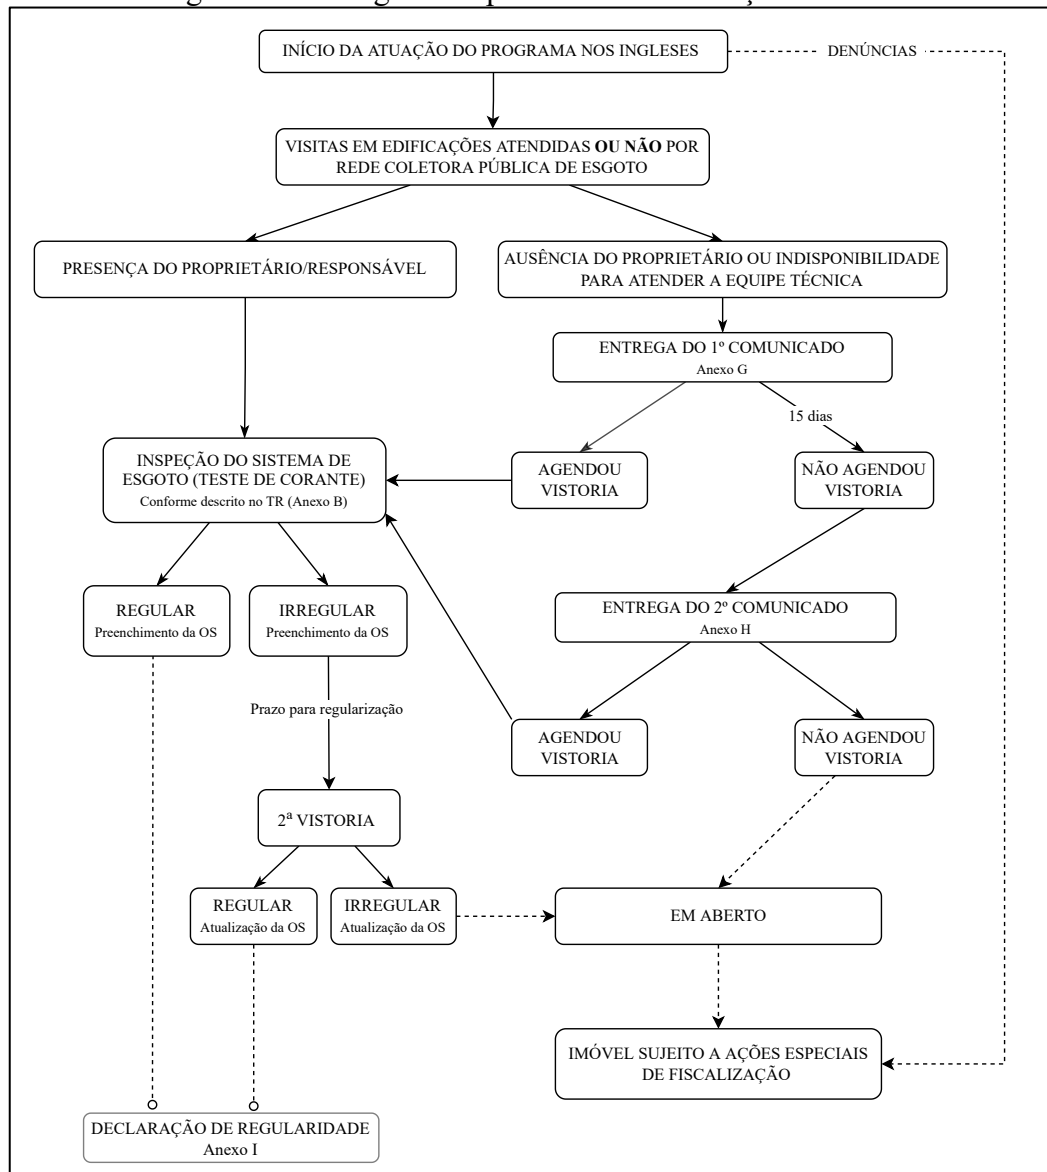 INÍCIO DA ATUAÇÃO DO PROGRAMA NOS INGLESES
DENÚNCIAS
VISITAS EM EDIFICAÇÕES ATENDIDAS OU NÃO POR
REDE COLETORA PÚBLICA DE ESGOTO
PRESENÇA DO PROPRIETÁRIO/RESPONSÁVEL
AUSÊNCIA DO PROPRIETÁRIO OU INDISPONIBILIDADE
PARA ATENDER A EQUIPE TÉCNICA
ENTREGA DO 1º COMUNICADO
Anexo G
15 dias
INSPEÇÃO DO SISTEMA DE
ESGOTO (TESTE DE CORANTE)
Conforme descrito no TR (Anexo B)
AGENDOU
VISTORIA
NÃO AGENDOU
VISTORIA
REGULAR
Preenchimento da OS
IRREGULAR
Preenchimento da OS
ENTREGA DO 2º COMUNICADO
Anexo H
Prazo para regularização
AGENDOU
VISTORIA
NÃO AGENDOU
VISTORIA
2ª VISTORIA
REGULAR
Atualização da OS
IRREGULAR
Atualização da OS
EM ABERTO
IMÓVEL SUJEITO A AÇÕES ESPECIAIS
DE FISCALIZAÇÃO
DECLARAÇÃO DE REGULARIDADE
Anexo I